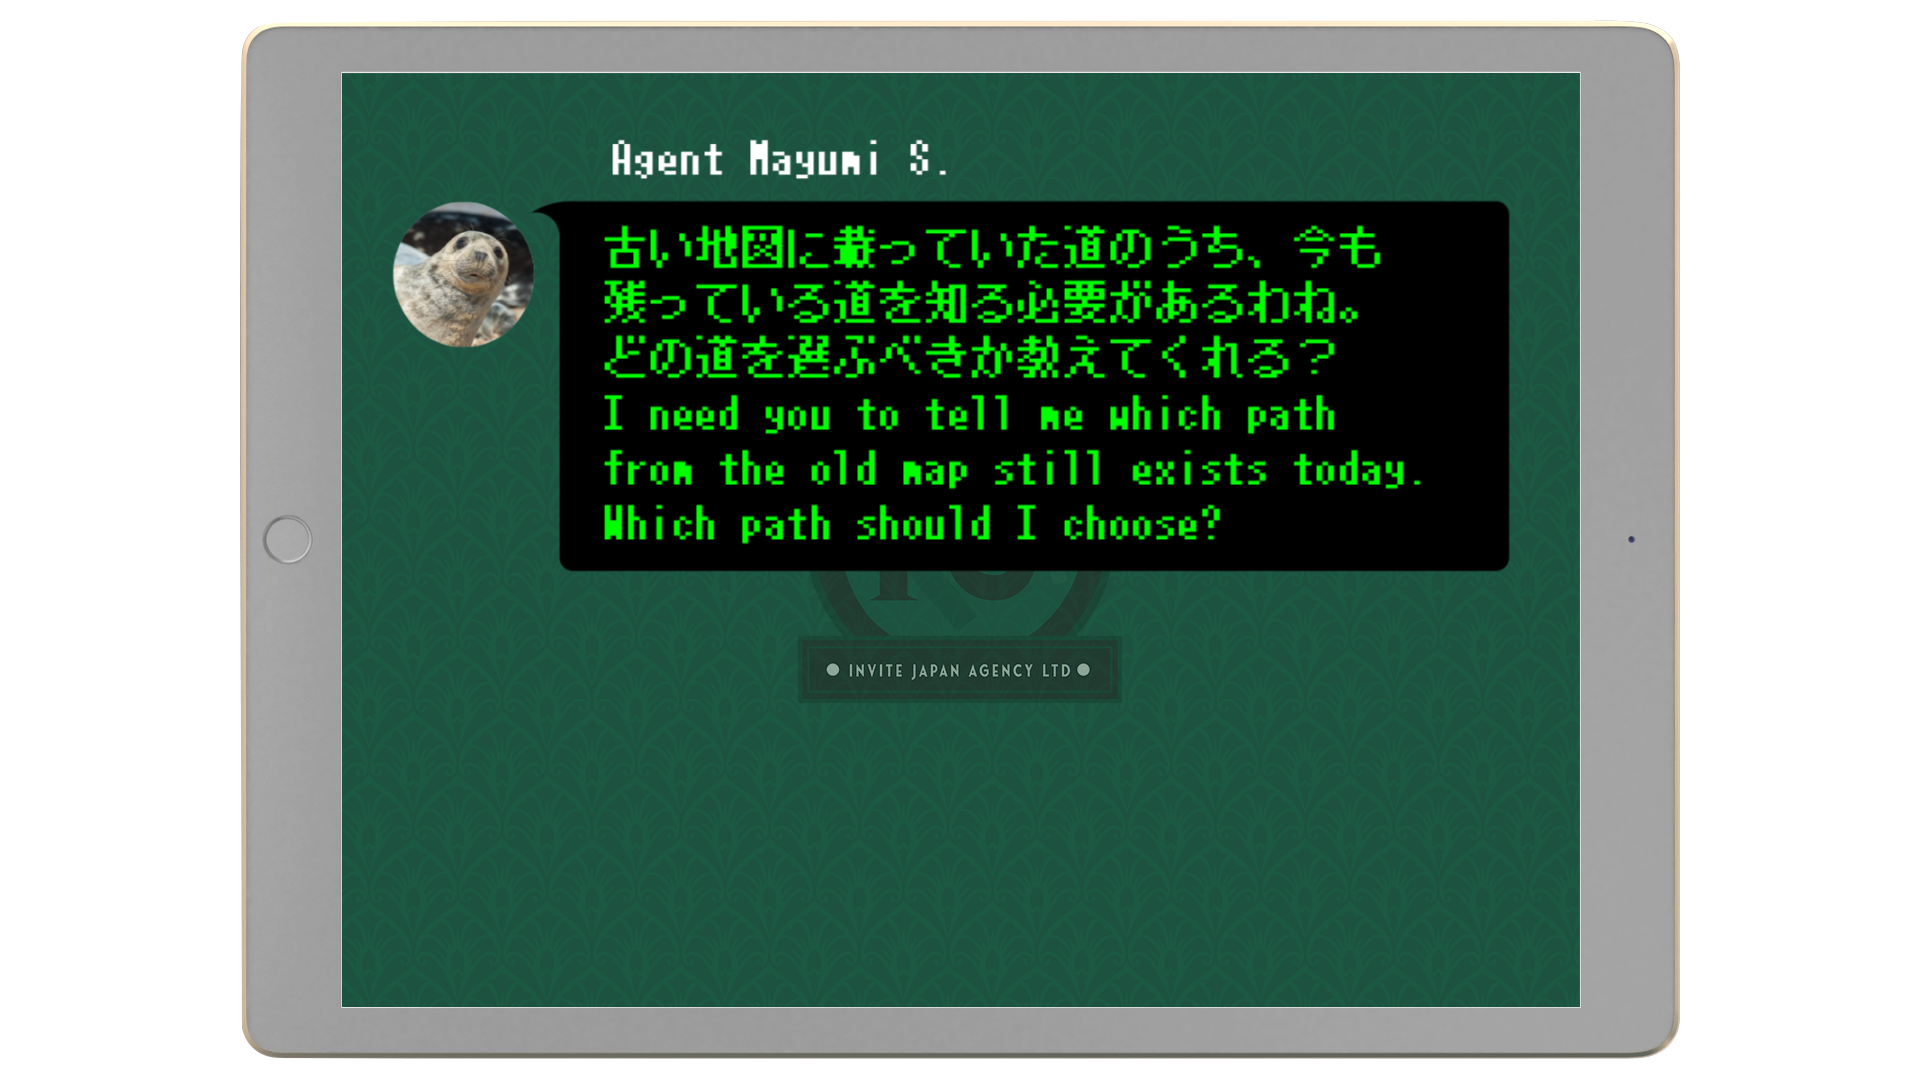 Agent Mayumi S.
古い地図に載っていた道のうち、今も
残っている道を知る必要があるわね。
どの道を選ぶべきか教えてくれる？
I need you to tell me which path
from the old map still exists today.
Which path should I choose?
INVITE JAPAN AGENCY LTD